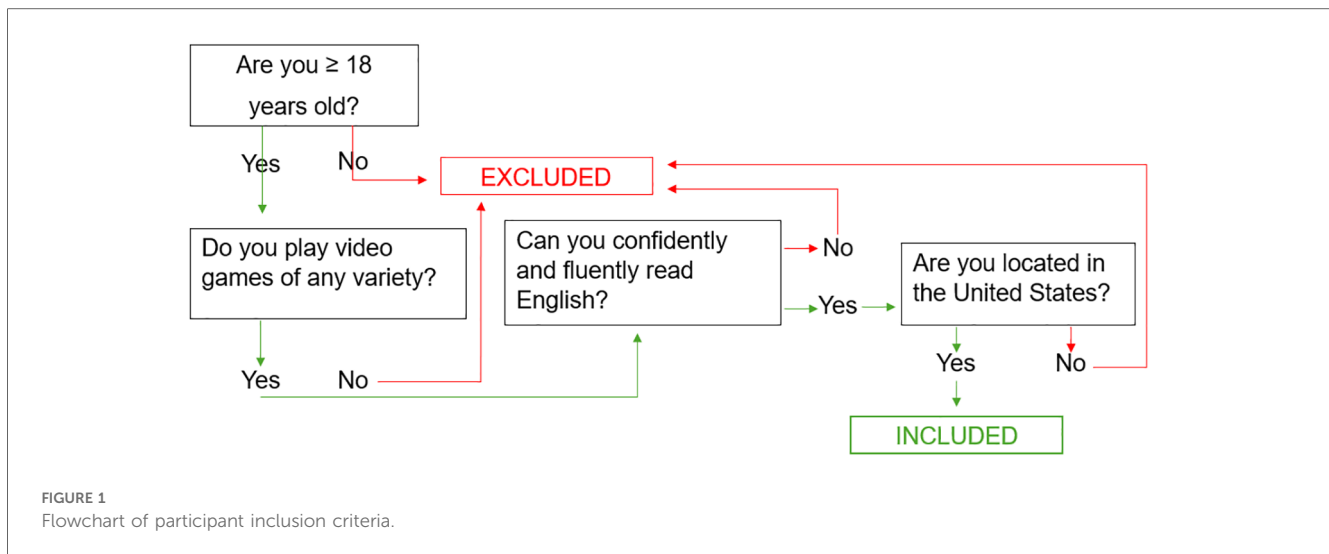 Are you ≥ 18
years old?
Yes
No
EXCLUDED
Do you play video
games of any variety?
Yes
No
Can you confidently
and fluently read
English?
No
Yes
Are you located in
the United States?
Yes
No
INCLUDED
FIGURE 1
Flowchart of participant inclusion criteria.